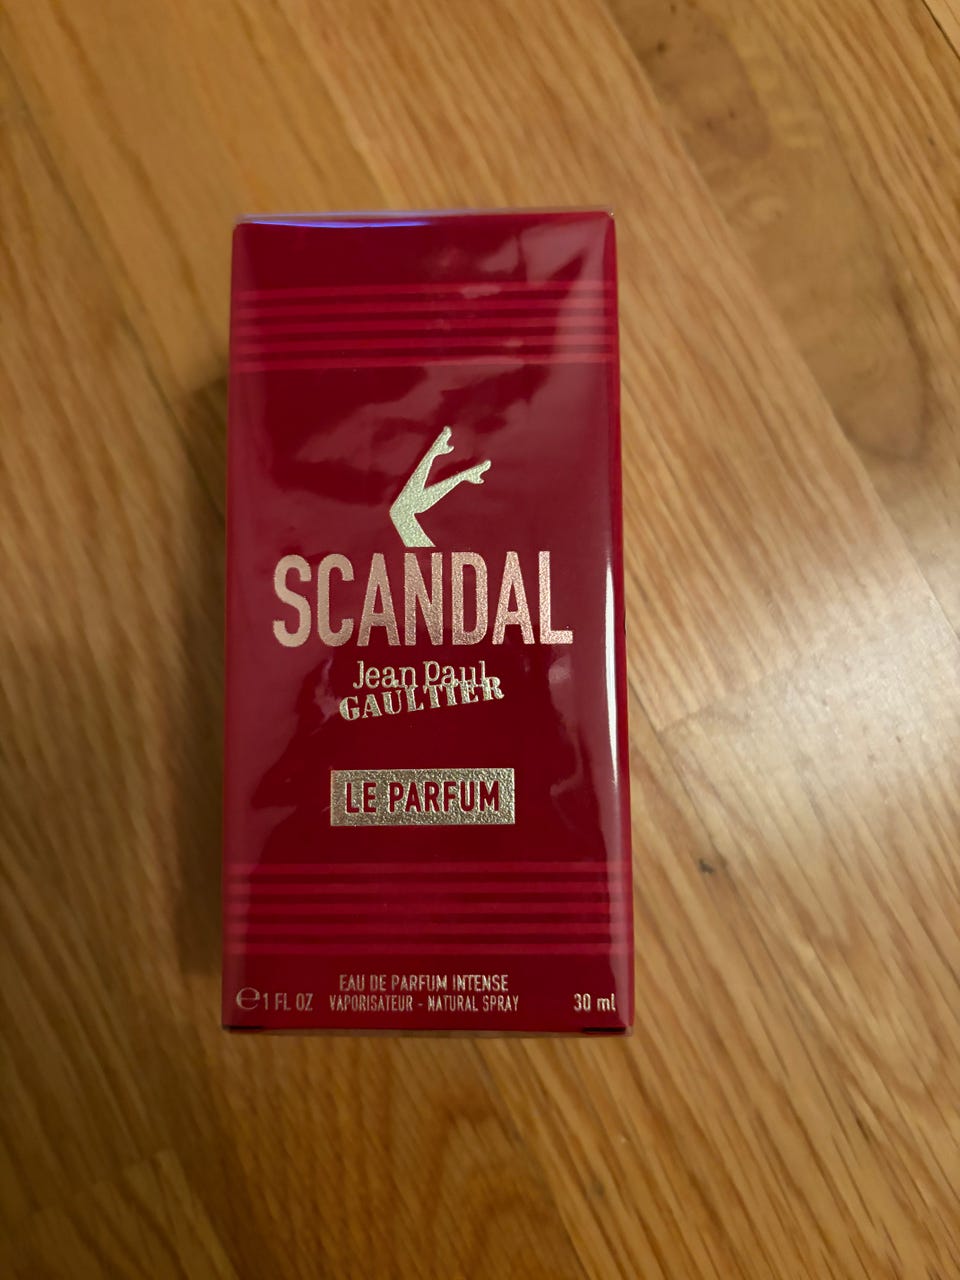 SCANDAL
Jean Paul
GAULTIER
LE PARFUM
EAU DE PARFUM INTENSE
℮ 1 FL OZ VAPORISATEUR - NATURAL SPRAY 30 ml